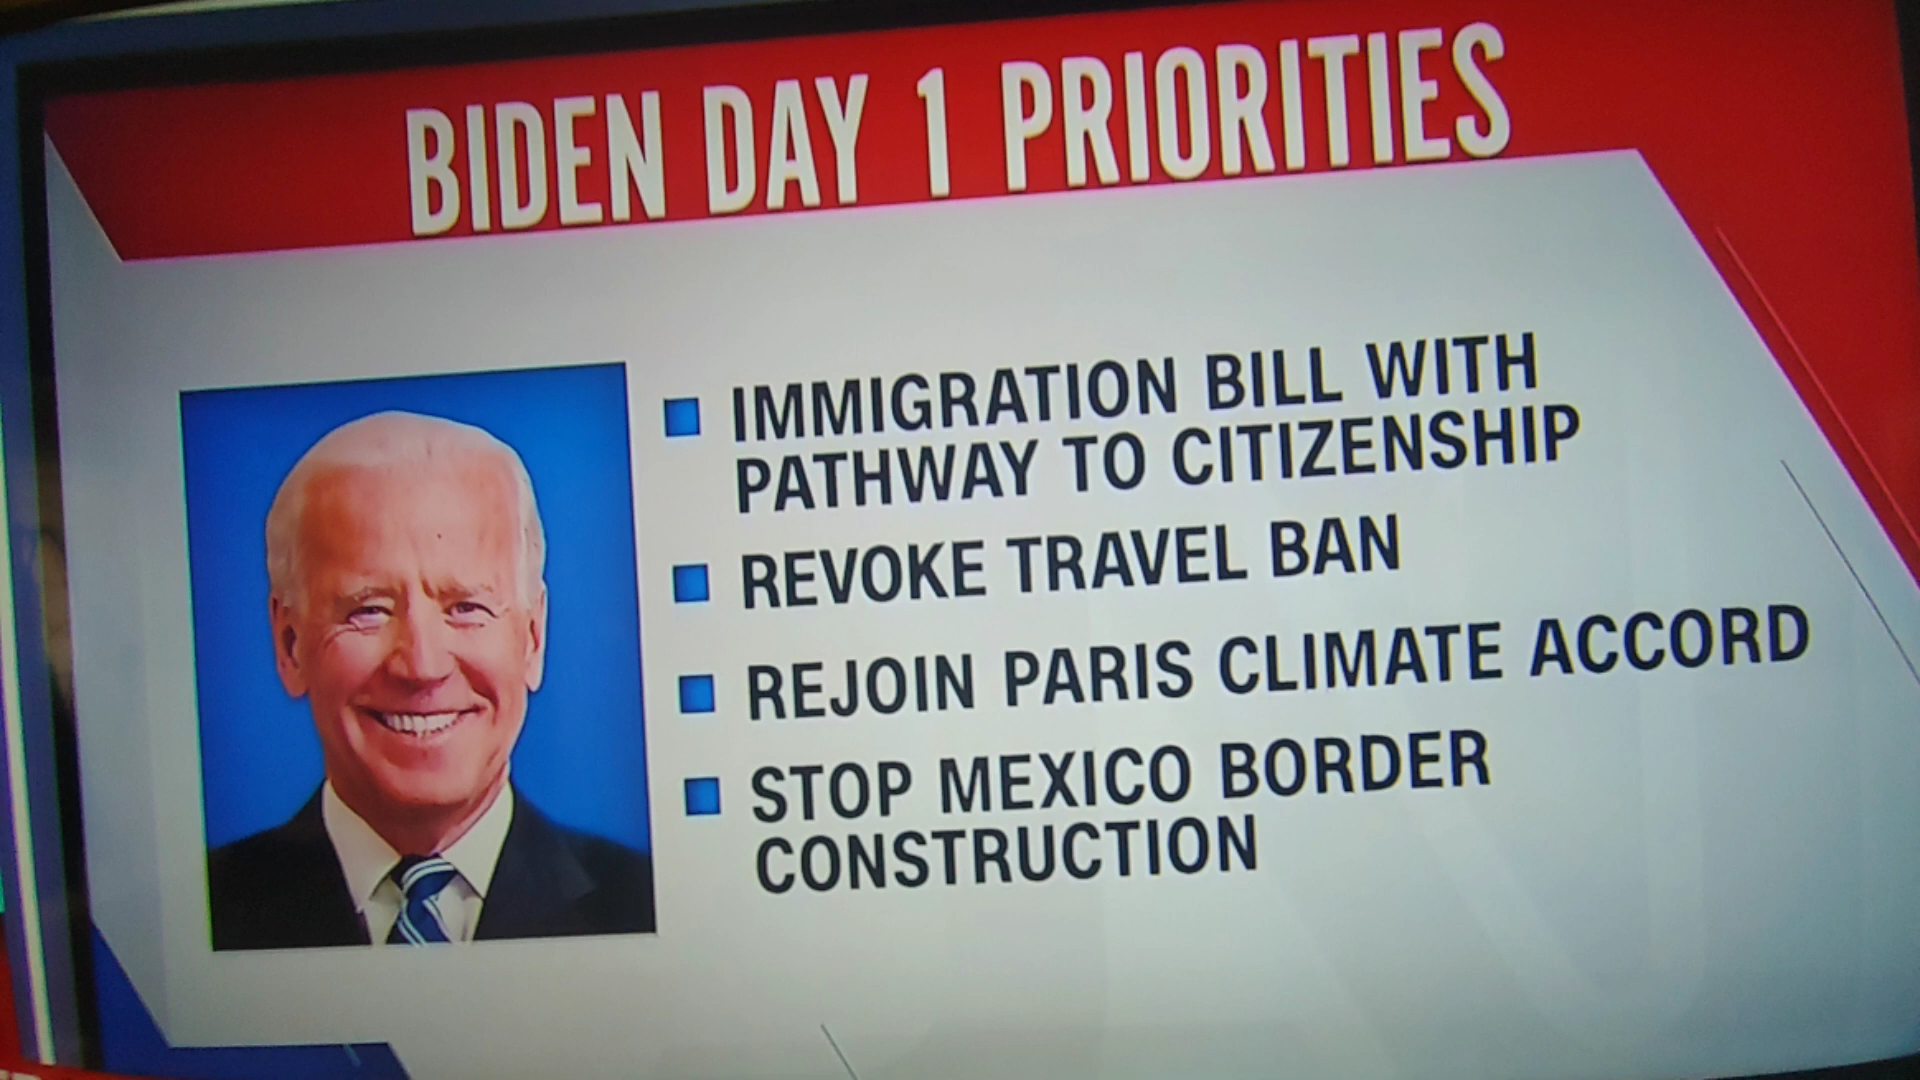 BIDEN DAY 1 PRIORITIES
IMMIGRATION BILL WITH
PATHWAY TO CITIZENSHIP
REVOKE TRAVEL BAN
REJOIN PARIS CLIMATE ACCORD
STOP MEXICO BORDER
CONSTRUCTION